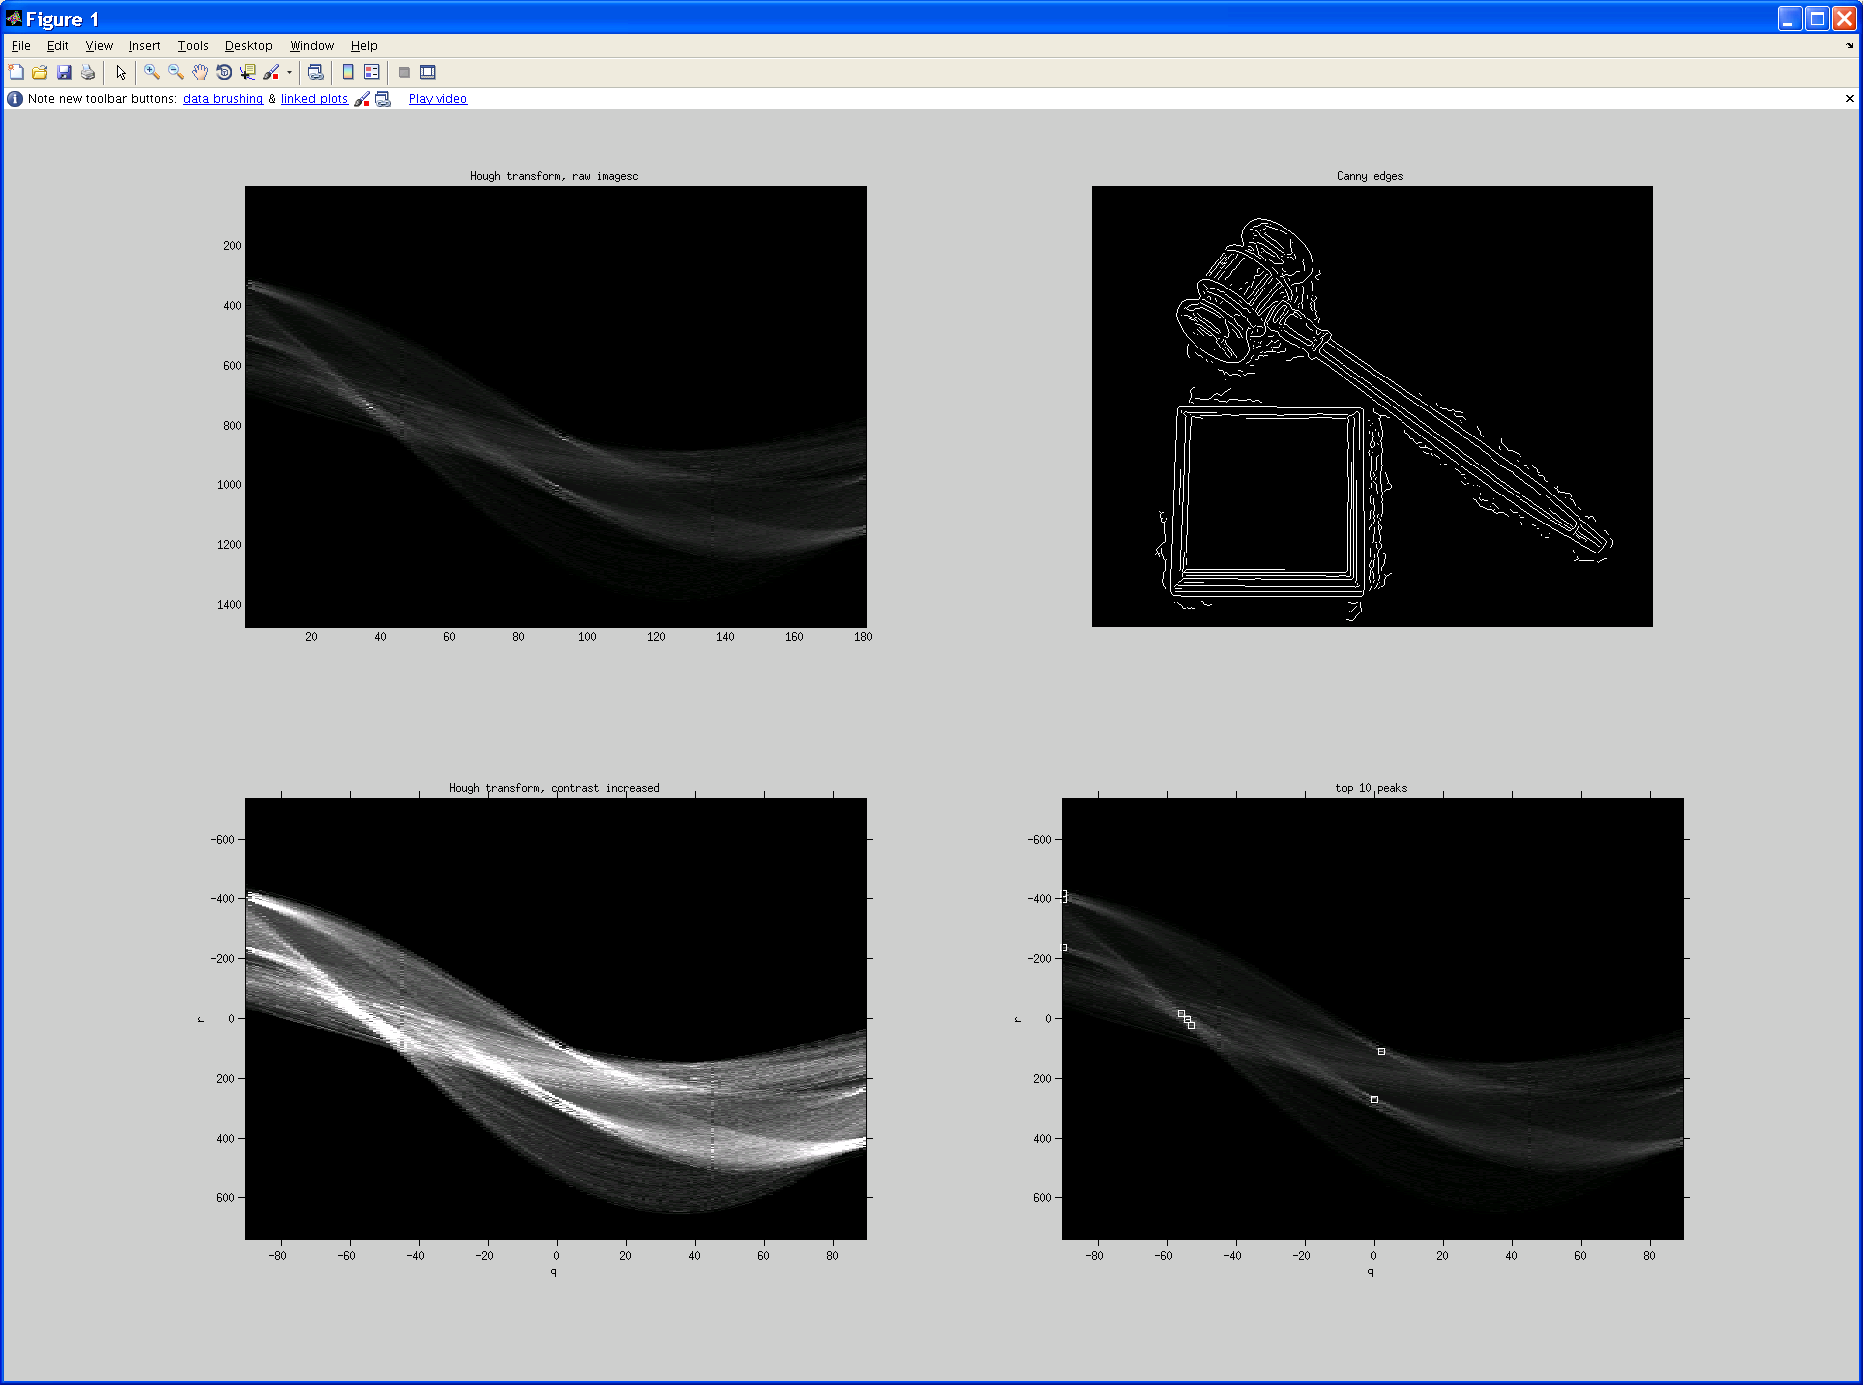 Figure 1
File Edit View Insert Tools Desktop Window Help
Note new toolbar buttons: data brushing & linked plots Play video
Hough transform, raw imagesc
200
400
600
800
1000
1200
1400
20 40 60 80 100 120 140 160 180
Canny edges
Hough transform, contrast increased
-600
-400
-200
r 0
200
400
600
-80 -60 -40 -20 0 20 40 60 80
q
top 10 peaks
-600
-400
-200
r 0
200
400
600
-80 -60 -40 -20 0 20 40 60 80
q